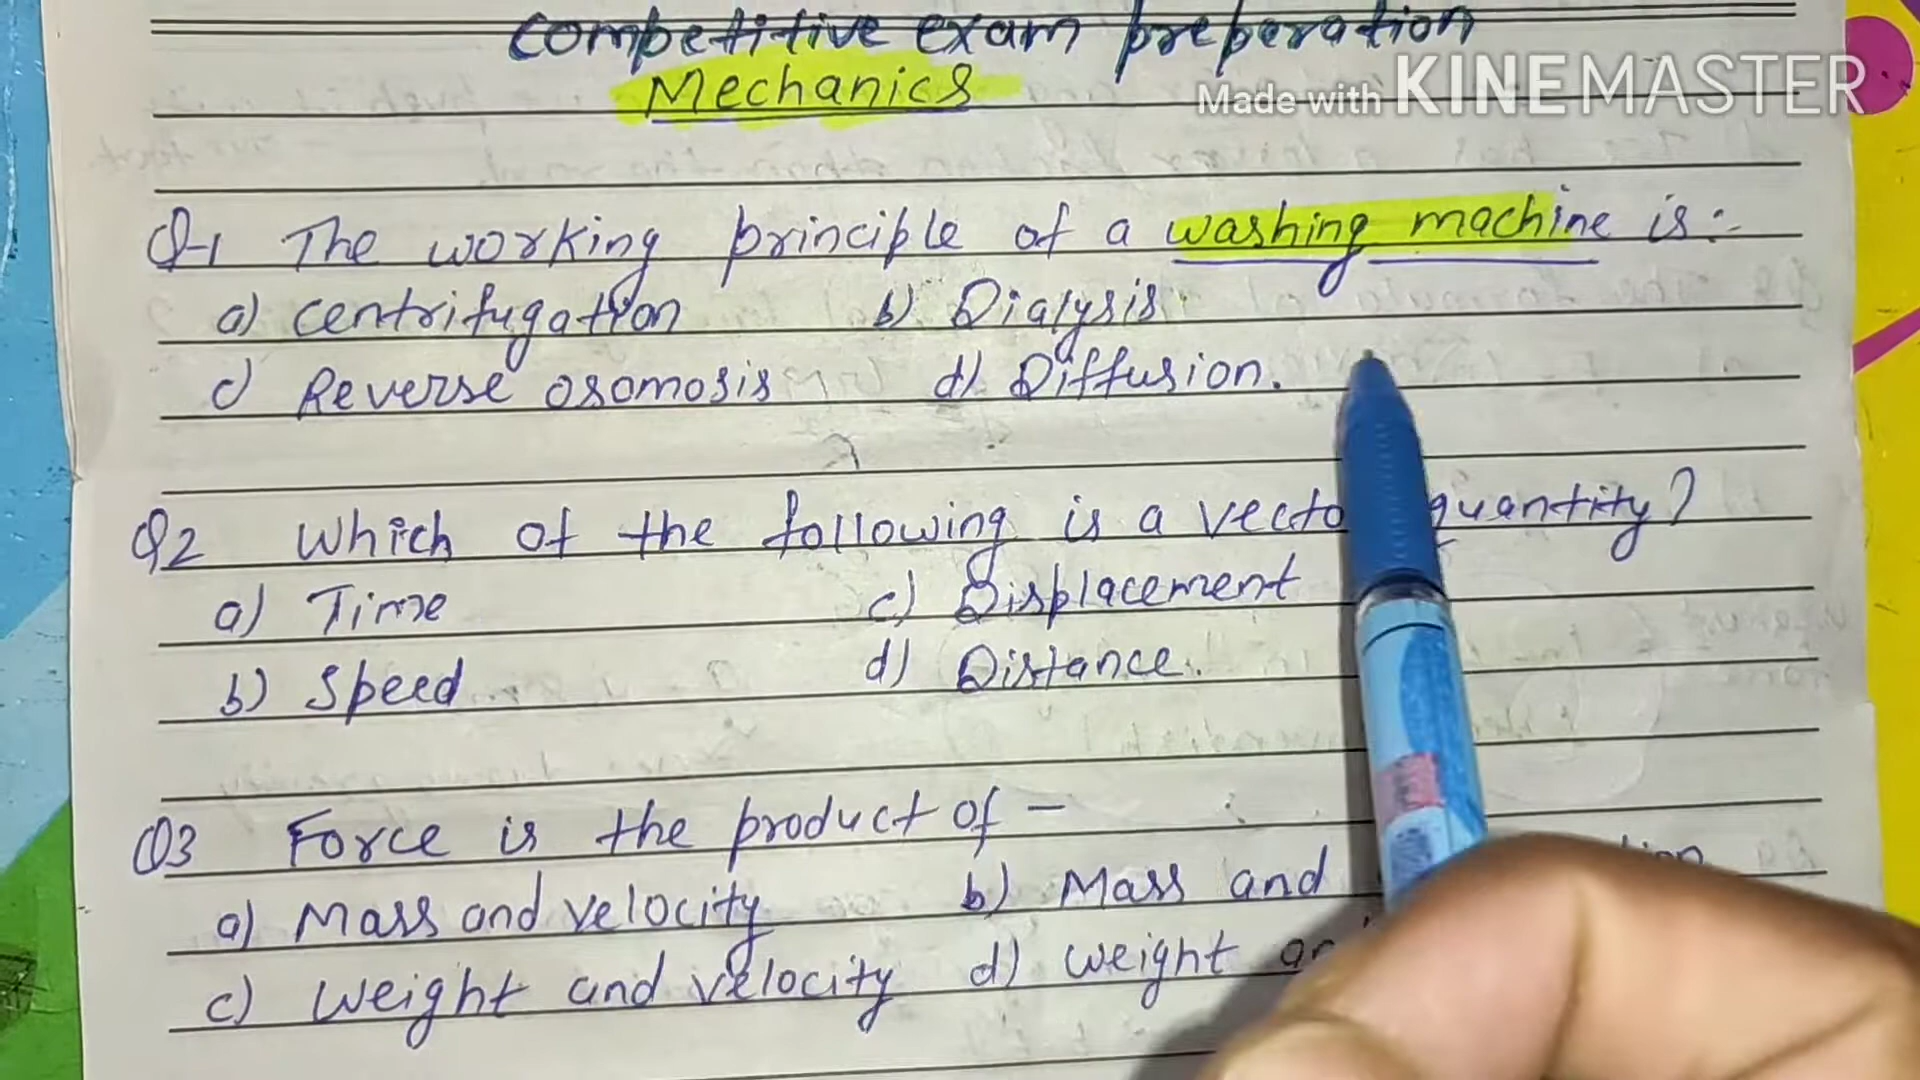 competitive exam preperation
Mechanics
Made with KINEMASTER
Q-1 The working principle of a washing machine is:-
a) centrifugation b) Dialysis
c) Reverse osomosis d) Diffusion.
Q2 Which of the following is a vecto quantity?
a) Time c) Displacement
b) Speed d) Distance.
Q3 Force is the product of —
a) Mass and velocity b) Mass and
c) weight and velocity d) weight